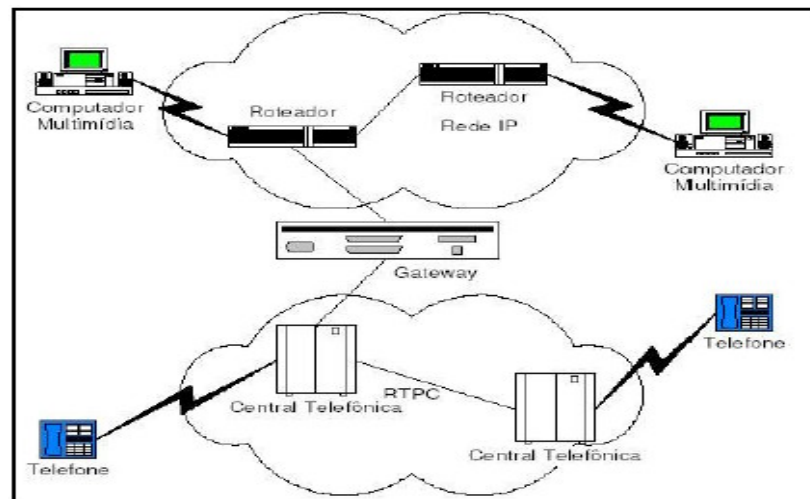 Computador
Multimídia
Roteador
Roteador
Rede IP
Computador
Multimídia
Gateway
Telefone
RTPC
Central Telefônica
Central Telefônica
Telefone